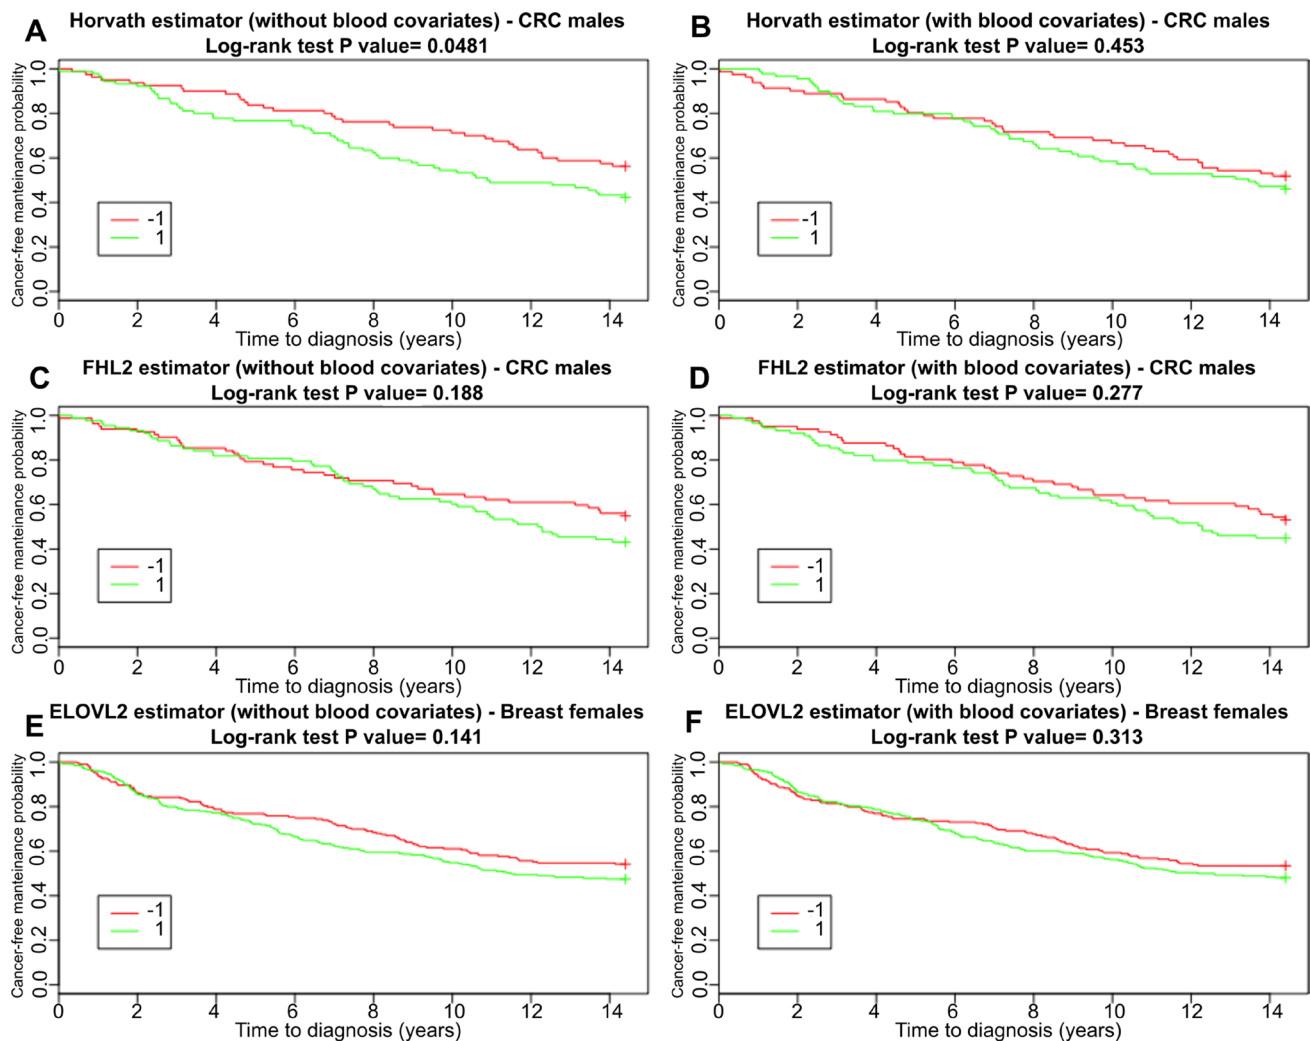 A
Horvath estimator (without blood covariates) - CRC males
Log-rank test P value= 0.0481
Cancer-free manteinance probability
1.0
0.8
0.6
0.4
0.2
0.0
-1
1
0 2 4 6 8 10 12 14
Time to diagnosis (years)
B
Horvath estimator (with blood covariates) - CRC males
Log-rank test P value= 0.453
Cancer-free manteinance probability
1.0
0.8
0.6
0.4
0.2
0.0
-1
1
0 2 4 6 8 10 12 14
Time to diagnosis (years)
C
FHL2 estimator (without blood covariates) - CRC males
Log-rank test P value= 0.188
Cancer-free manteinance probability
1.0
0.8
0.6
0.4
0.2
0.0
-1
1
0 2 4 6 8 10 12 14
Time to diagnosis (years)
D
FHL2 estimator (with blood covariates) - CRC males
Log-rank test P value= 0.277
Cancer-free manteinance probability
1.0
0.8
0.6
0.4
0.2
0.0
-1
1
0 2 4 6 8 10 12 14
Time to diagnosis (years)
E
ELOVL2 estimator (without blood covariates) - Breast females
Log-rank test P value= 0.141
Cancer-free manteinance probability
1.0
0.8
0.6
0.4
0.2
0.0
-1
1
0 2 4 6 8 10 12 14
Time to diagnosis (years)
F
ELOVL2 estimator (with blood covariates) - Breast females
Log-rank test P value= 0.313
Cancer-free manteinance probability
1.0
0.8
0.6
0.4
0.2
0.0
-1
1
0 2 4 6 8 10 12 14
Time to diagnosis (years)